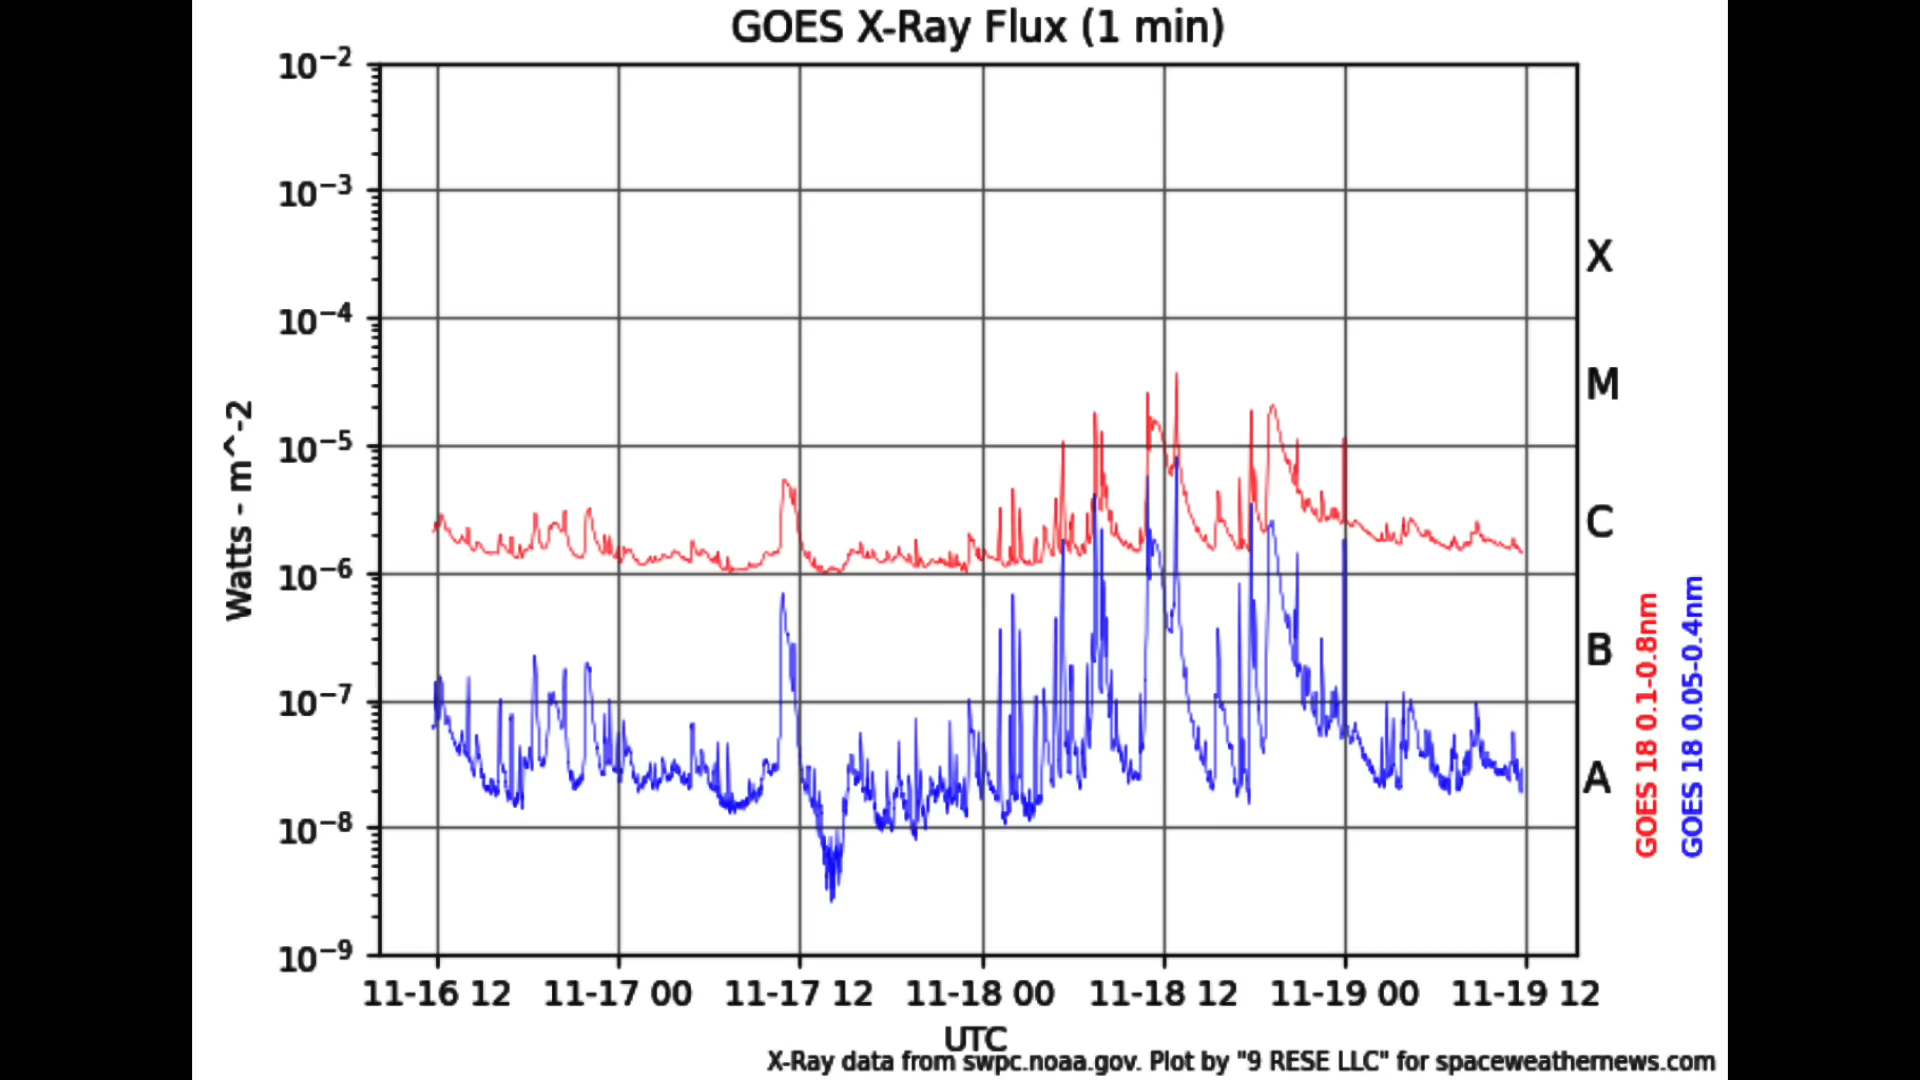 GOES X-Ray Flux (1 min)
10−2
10−3
10−4
10−5
10−6
10−7
10−8
10−9
Watts - m^-2
X
M
C
B
A
GOES 18 0.1-0.8nm
GOES 18 0.05-0.4nm
11-16 12 11-17 00 11-17 12 11-18 00 11-18 12 11-19 00 11-19 12
UTC
X-Ray data from swpc.noaa.gov. Plot by "9 RESE LLC" for spaceweathernews.com